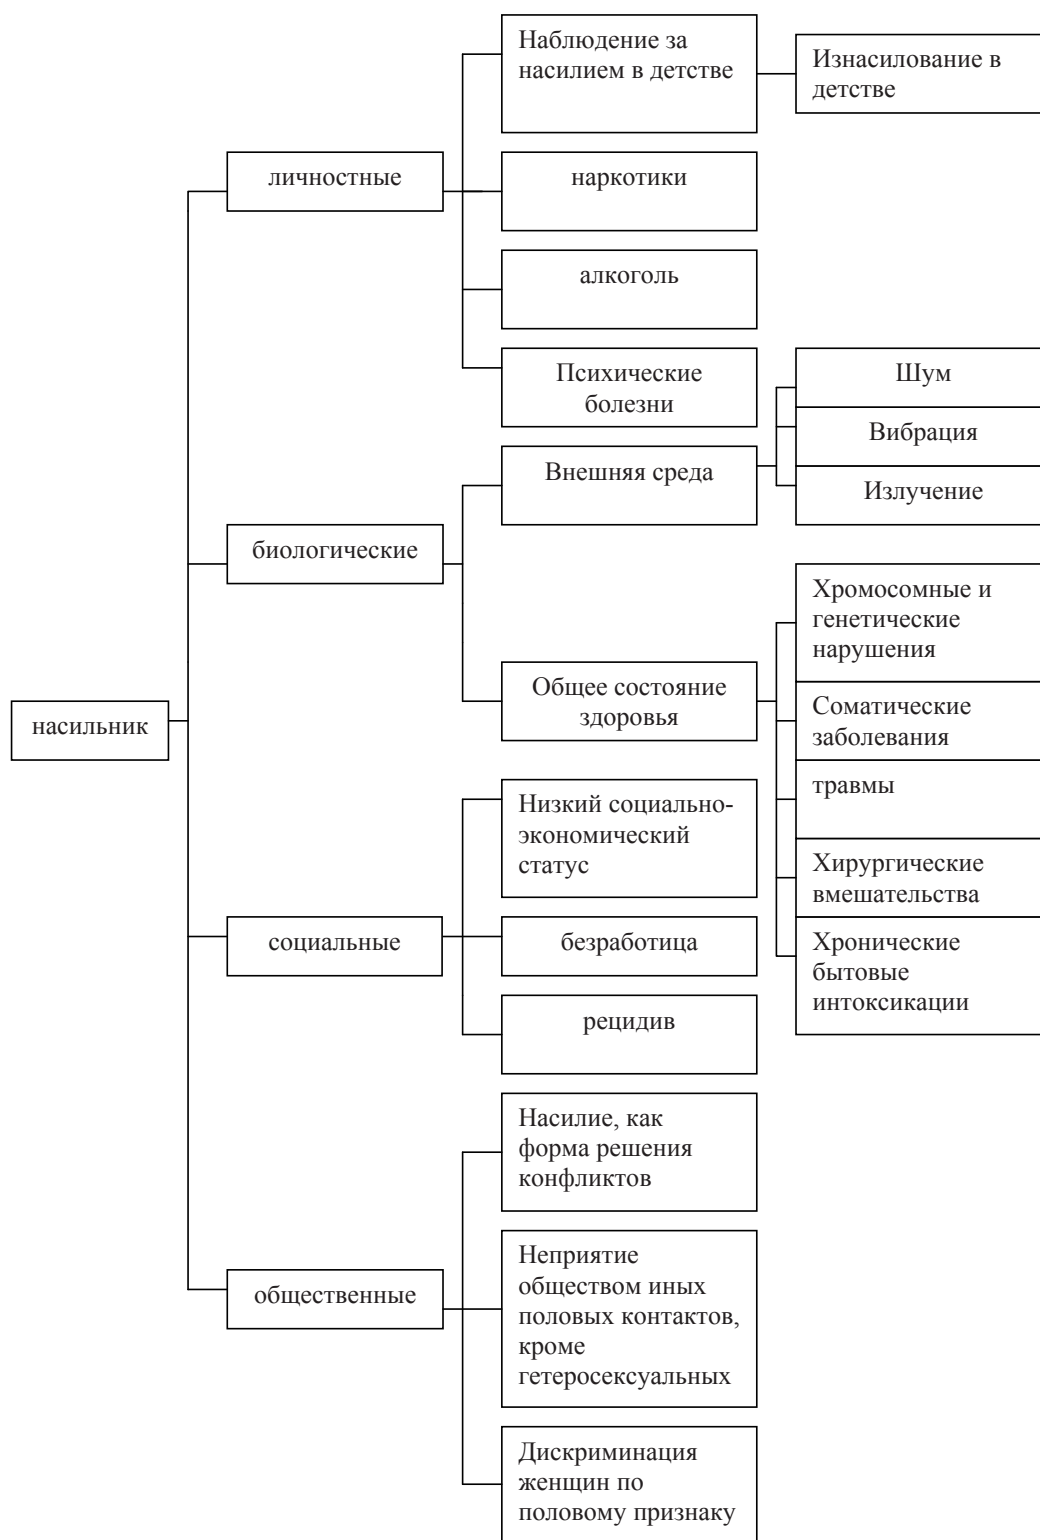 Наблюдение за
насилием в детстве
Изнасилование в
детстве
личностные
наркотики
алкоголь
Психические
болезни
Шум
Вибрация
Внешняя среда
Излучение
биологические
Хромосомные и
генетические
нарушения
Общее состояние
здоровья
Соматические
заболевания
насильник
травмы
Низкий социально-
экономический
статус
Хирургические
вмешательства
социальные
безработица
Хронические
бытовые
интоксикации
рецидив
Насилие, как
форма решения
конфликтов
общественные
Неприятие
обществом иных
половых контактов,
кроме
гетеросексуальных
Дискриминация
женщин по
половому признаку